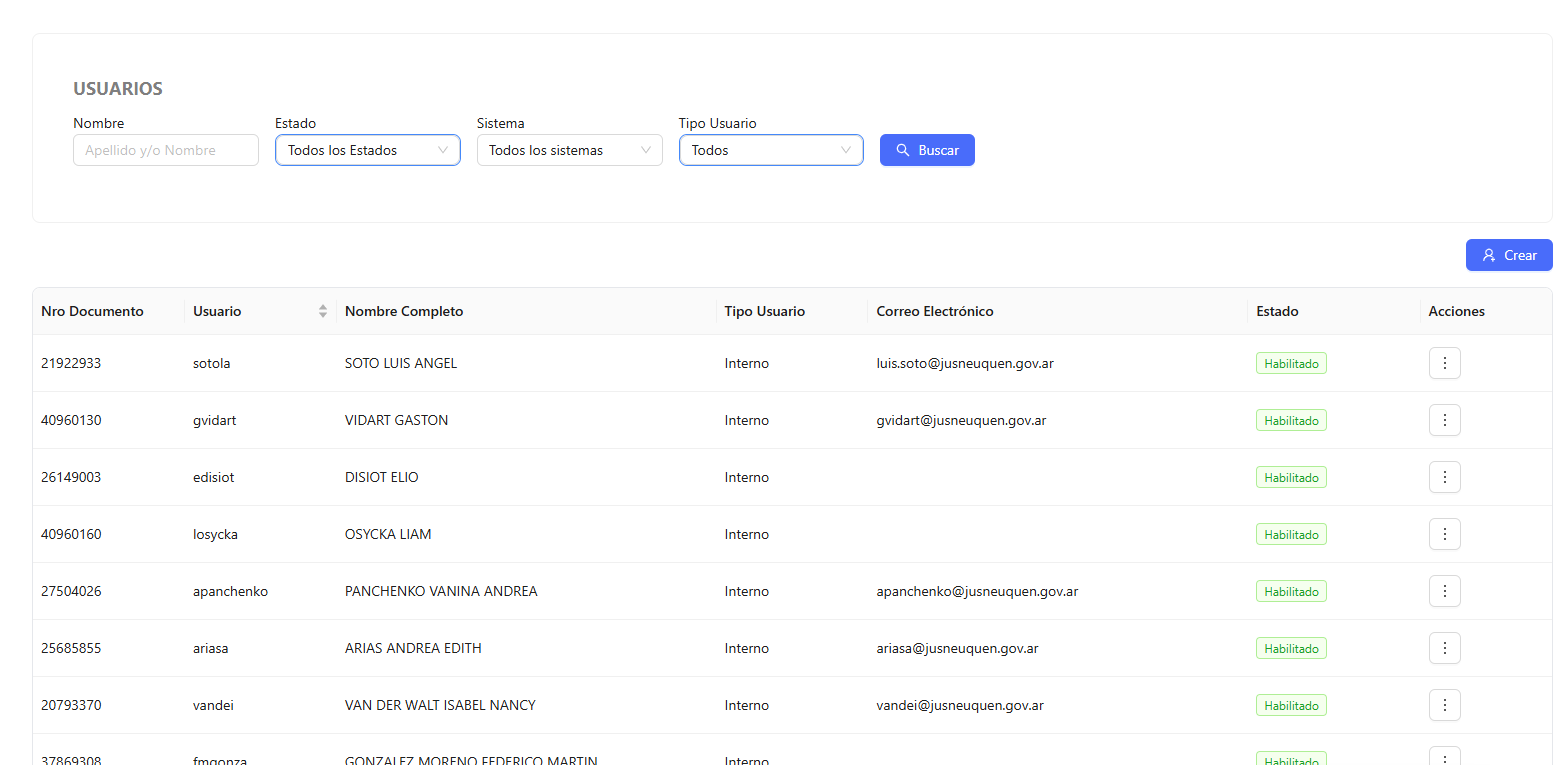 USUARIOS
Nombre Estado Sistema Tipo Usuario
Apellido y/o Nombre Todos los Estados Todos los sistemas Todos Buscar
Crear
Nro Documento Usuario Nombre Completo Tipo Usuario Correo Electrónico Estado Acciones
21922933 sotola SOTO LUIS ANGEL Interno luis.soto@jusneuquen.gov.ar Habilitado
40960130 gvidart VIDART GASTON Interno gvidart@jusneuquen.gov.ar Habilitado
26149003 edisiot DISIOT ELIO Interno Habilitado
40960160 losycka OSYCKA LIAM Interno Habilitado
27504026 apanchenko PANCHENKO VANINA ANDREA Interno apanchenko@jusneuquen.gov.ar Habilitado
25685855 ariasa ARIAS ANDREA EDITH Interno ariasa@jusneuquen.gov.ar Habilitado
20793370 vandei VAN DER WALT ISABEL NANCY Interno vandei@jusneuquen.gov.ar Habilitado
37869308 fmgonza GONZALEZ MORENO FEDERICO MARTIN Interno Habilitado